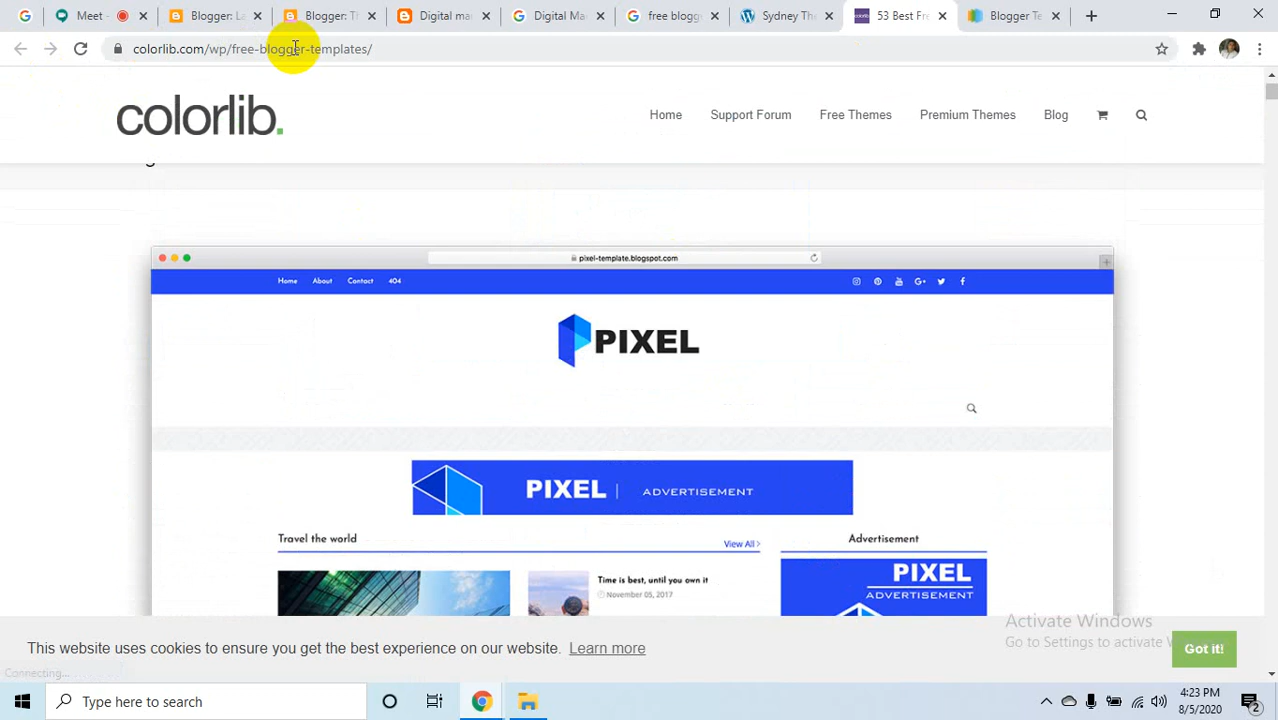 Meet - c
Blogger: La
Blogger: Ti
Digital ma
Digital Ma
free blogg
Sydney Th
53 Best Fr
Blogger Te
colorlib.com/wp/free-blogger-templates/
colorlib.
Home Support Forum Free Themes Premium Themes Blog
pixel-template.blogspot.com
Home About Contact 404
PIXEL
PIXEL | ADVERTISEMENT
Travel the world
View All >
Advertisement
Time is best, until you own it
November 05, 2017
PIXEL
ADVERTISEMENT
Activate Windows
Go to Settings to activate W
This website uses cookies to ensure you get the best experience on our website. Learn more
Got it!
Connecting...
Type here to search
4:23 PM
8/5/2020
2